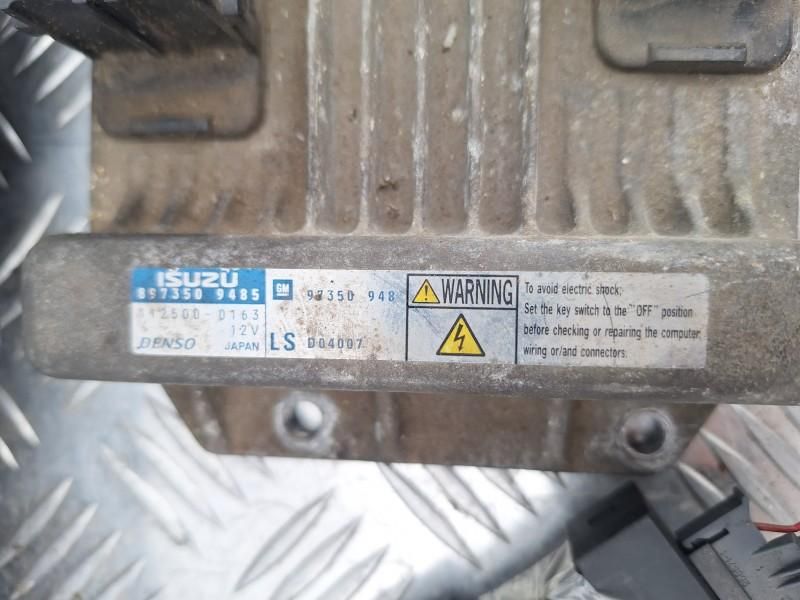 ISUZU
897350 9485
112500-0163
12V
DENSO JAPAN
GM 97350 948
LS D04007
WARNING
To avoid electric shock;
Set the key switch to the "OFF" position
before checking or repairing the computer,
wiring or/and connectors.